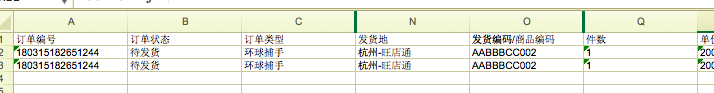 A B C N O Q
1 订单编号 订单状态 订单类型 发货地 发货编码/商品编码 件数
2 180315182651244 待发货 环球捕手 杭州-旺店通 AABBBCC002 1 200
3 180315182651244 待发货 环球捕手 杭州-旺店通 AABBBCC002 1 200
4